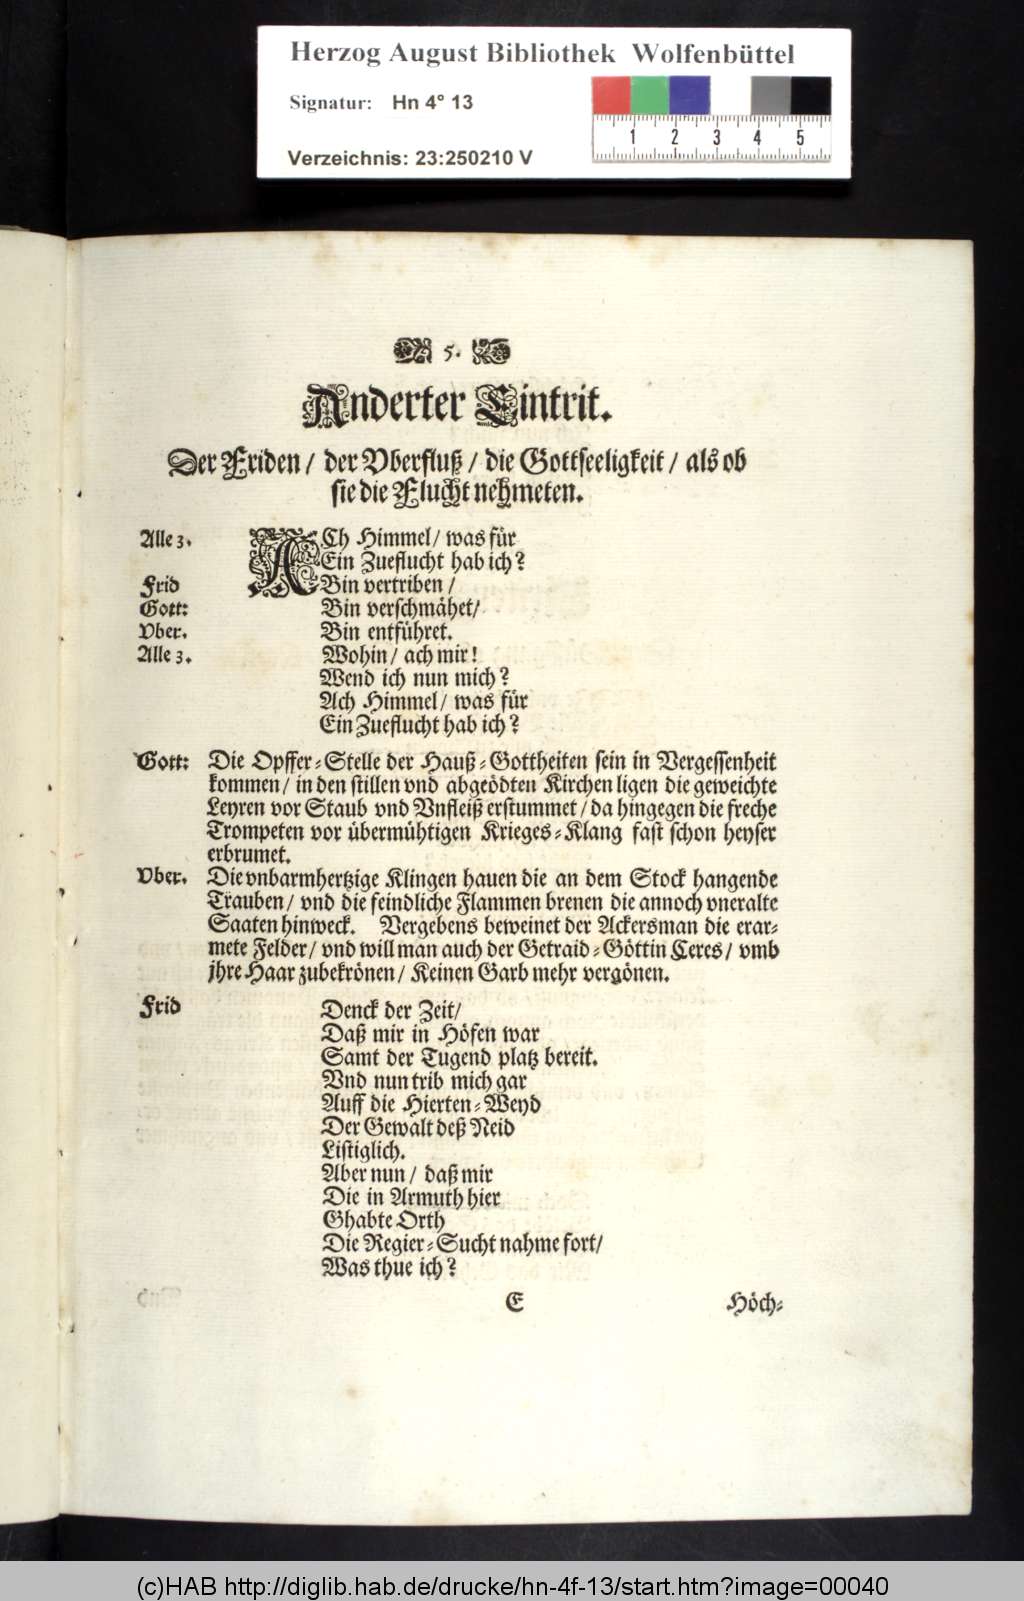 Herzog August Bibliothek Wolfenbüttel
Signatur: Hn 4° 13
1 2 3 4 5
Verzeichnis: 23:250210 V
5.
Anderter Eintrit.
Der Friden / der Vberfluß / die Gottseeligkeit / als ob
sie die Flucht nehmeten.
Alle 3. ACh Himmel / was für
Ein Zueflucht hab ich?
Frid Bin vertriben /
Gott: Bin verschmähet /
Vber. Bin entführet.
Alle 3. Wohin / ach mir!
Wend ich nun mich?
Ach Himmel / was für
Ein Zueflucht hab ich?
Gott: Die Opffer-Stelle der Hauß-Gottheiten sein in Vergessenheit
kommen / in den stillen vnd abgeödten Kirchen ligen die geweichte
Leyren vor Staub vnd Vnfleiß erstummet / da hingegen die freche
Trompeten vor übermühtigen Krieges-Klang fast schon heyser
erbrumet.
Vber. Die vnbarmhertzige Klingen hauen die an dem Stock hangende
Trauben / vnd die feindliche Flammen brenen die annoch vneralte
Saaten hinweck. Vergebens beweinet der Ackersman die erar-
mete Felder / vnd will man auch der Getraid-Göttin Ceres / vmb
jhre Haar zubekrönen / Keinen Garb mehr vergönen.
Frid Denck der Zeit /
Daß mir in Höfen war
Samt der Tugend platz bereit.
Vnd nun trib mich gar
Auff die Hierten-Weyd
Der Gewalt deß Neid
Listiglich.
Aber nun / daß mir
Die in Armuth hier
Ghabte Orth
Die Regier-Sucht nahme fort /
Was thue ich?
E Höch-
(c)HAB http://diglib.hab.de/drucke/hn-4f-13/start.htm?image=00040